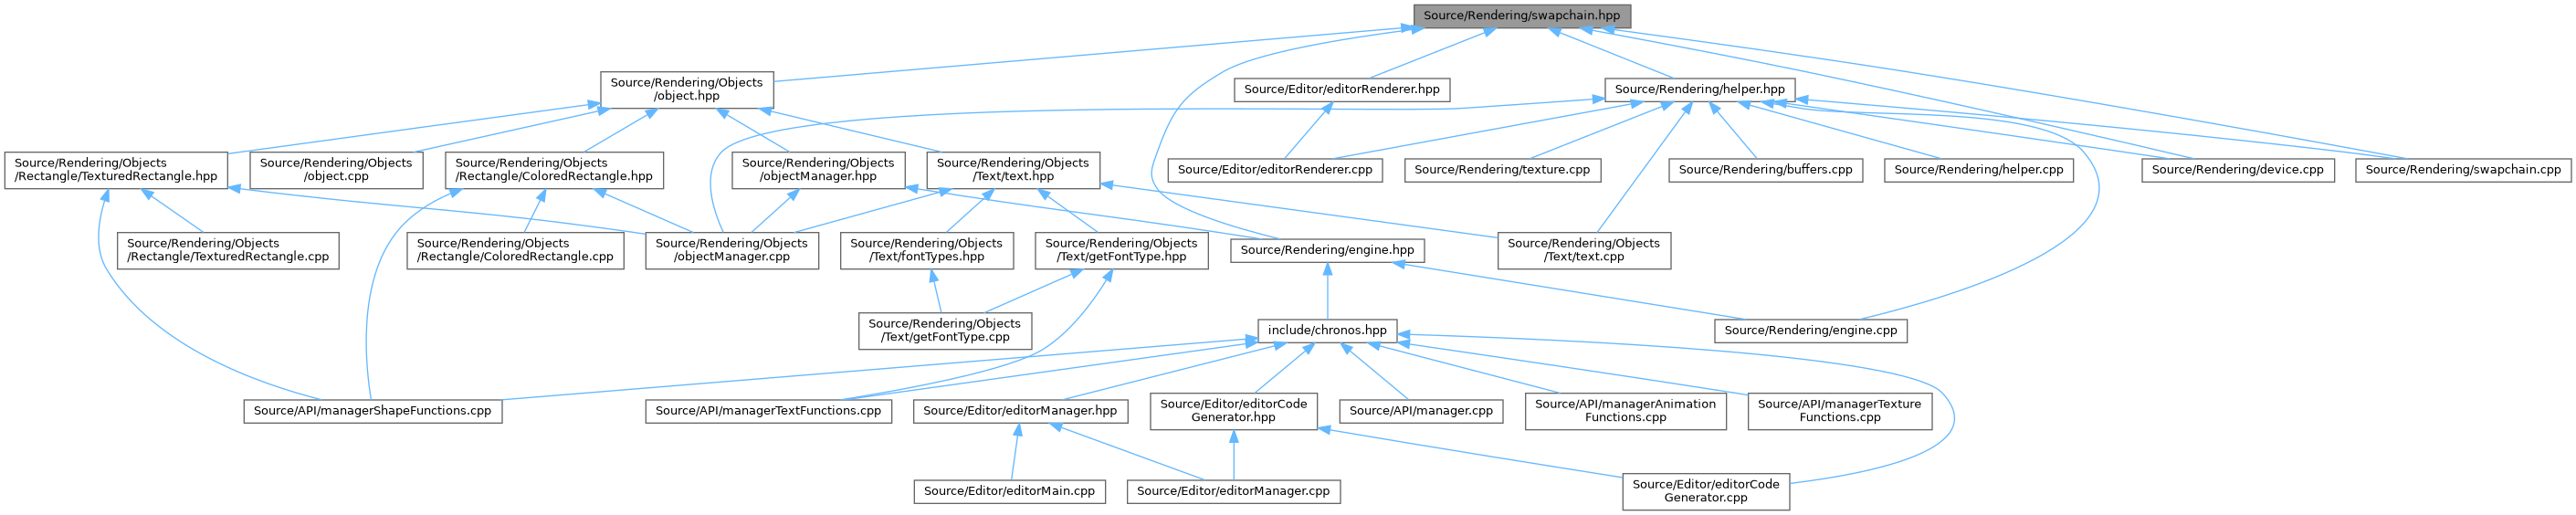 Source/Rendering/swapchain.hpp
Source/Rendering/Objects
/object.hpp
Source/Editor/editorRenderer.hpp
Source/Rendering/helper.hpp
Source/Rendering/Objects
/Rectangle/TexturedRectangle.hpp
Source/Rendering/Objects
/object.cpp
Source/Rendering/Objects
/Rectangle/ColoredRectangle.hpp
Source/Rendering/Objects
/objectManager.hpp
Source/Rendering/Objects
/Text/text.hpp
Source/Editor/editorRenderer.cpp
Source/Rendering/texture.cpp
Source/Rendering/buffers.cpp
Source/Rendering/helper.cpp
Source/Rendering/device.cpp
Source/Rendering/swapchain.cpp
Source/Rendering/Objects
/Rectangle/TexturedRectangle.cpp
Source/Rendering/Objects
/Rectangle/ColoredRectangle.cpp
Source/Rendering/Objects
/objectManager.cpp
Source/Rendering/Objects
/Text/fontTypes.hpp
Source/Rendering/Objects
/Text/getFontType.hpp
Source/Rendering/engine.hpp
Source/Rendering/Objects
/Text/text.cpp
Source/Rendering/Objects
/Text/getFontType.cpp
include/chronos.hpp
Source/Rendering/engine.cpp
Source/API/managerShapeFunctions.cpp
Source/API/managerTextFunctions.cpp
Source/Editor/editorManager.hpp
Source/Editor/editorCode
Generator.hpp
Source/API/manager.cpp
Source/API/managerAnimation
Functions.cpp
Source/API/managerTexture
Functions.cpp
Source/Editor/editorMain.cpp
Source/Editor/editorManager.cpp
Source/Editor/editorCode
Generator.cpp